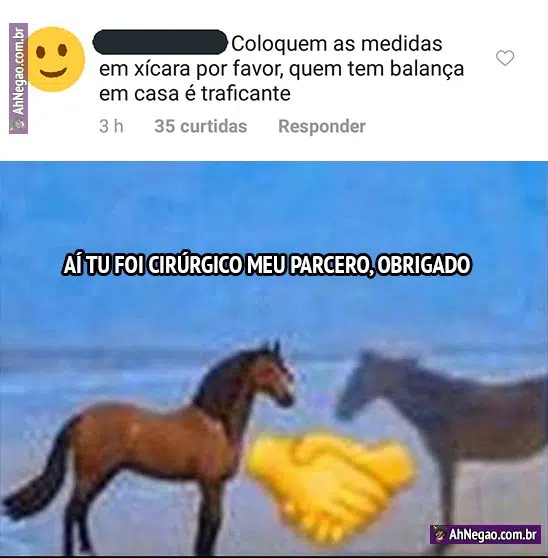 AhNegao.com.br
Coloquem as medidas
em xícara por favor, quem tem balança
em casa é traficante
3 h 35 curtidas Responder
AÍ TU FOI CIRÚRGICO MEU PARCERO, OBRIGADO
AhNegao.com.br